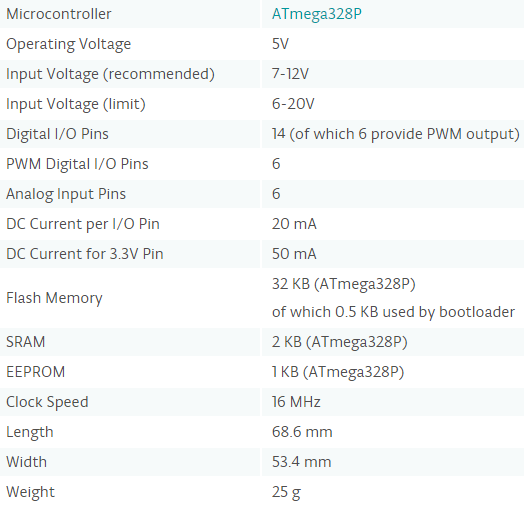 Microcontroller ATmega328P
Operating Voltage 5V
Input Voltage (recommended) 7-12V
Input Voltage (limit) 6-20V
Digital I/O Pins 14 (of which 6 provide PWM output)
PWM Digital I/O Pins 6
Analog Input Pins 6
DC Current per I/O Pin 20 mA
DC Current for 3.3V Pin 50 mA
Flash Memory 32 KB (ATmega328P)
of which 0.5 KB used by bootloader
SRAM 2 KB (ATmega328P)
EEPROM 1 KB (ATmega328P)
Clock Speed 16 MHz
Length 68.6 mm
Width 53.4 mm
Weight 25 g